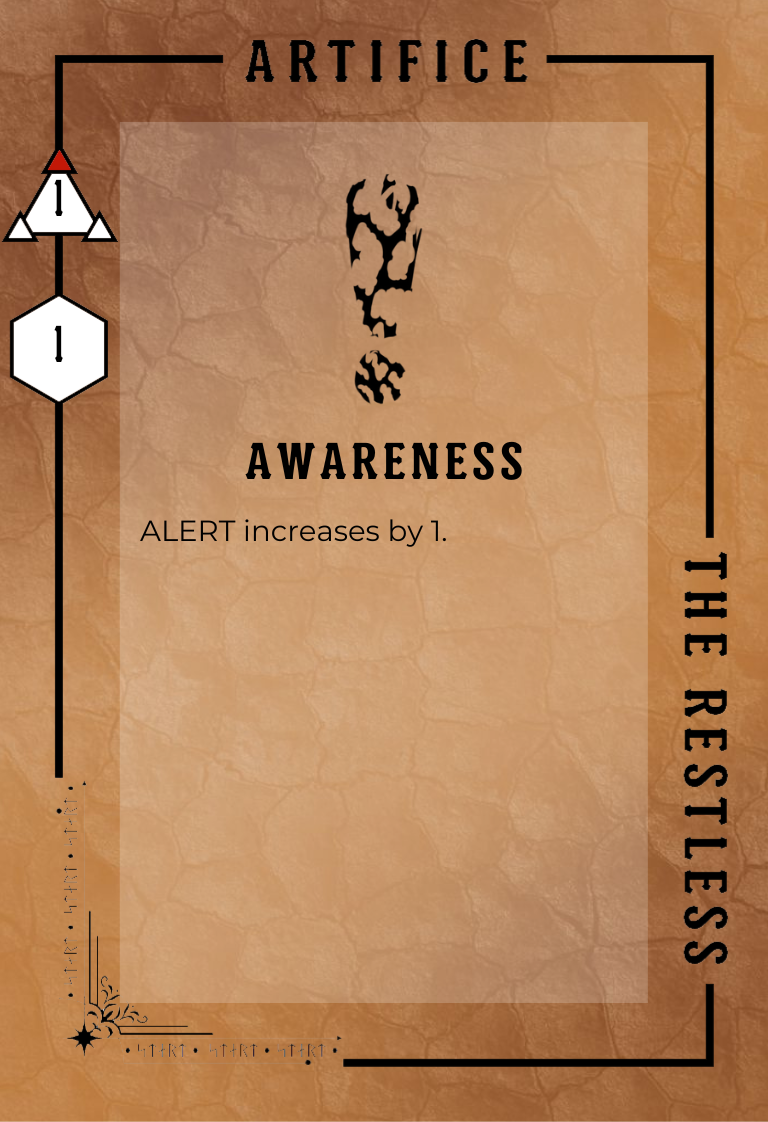 ARTIFICE
1
1
AWARENESS
ALERT increases by 1.
THE RESTLESS